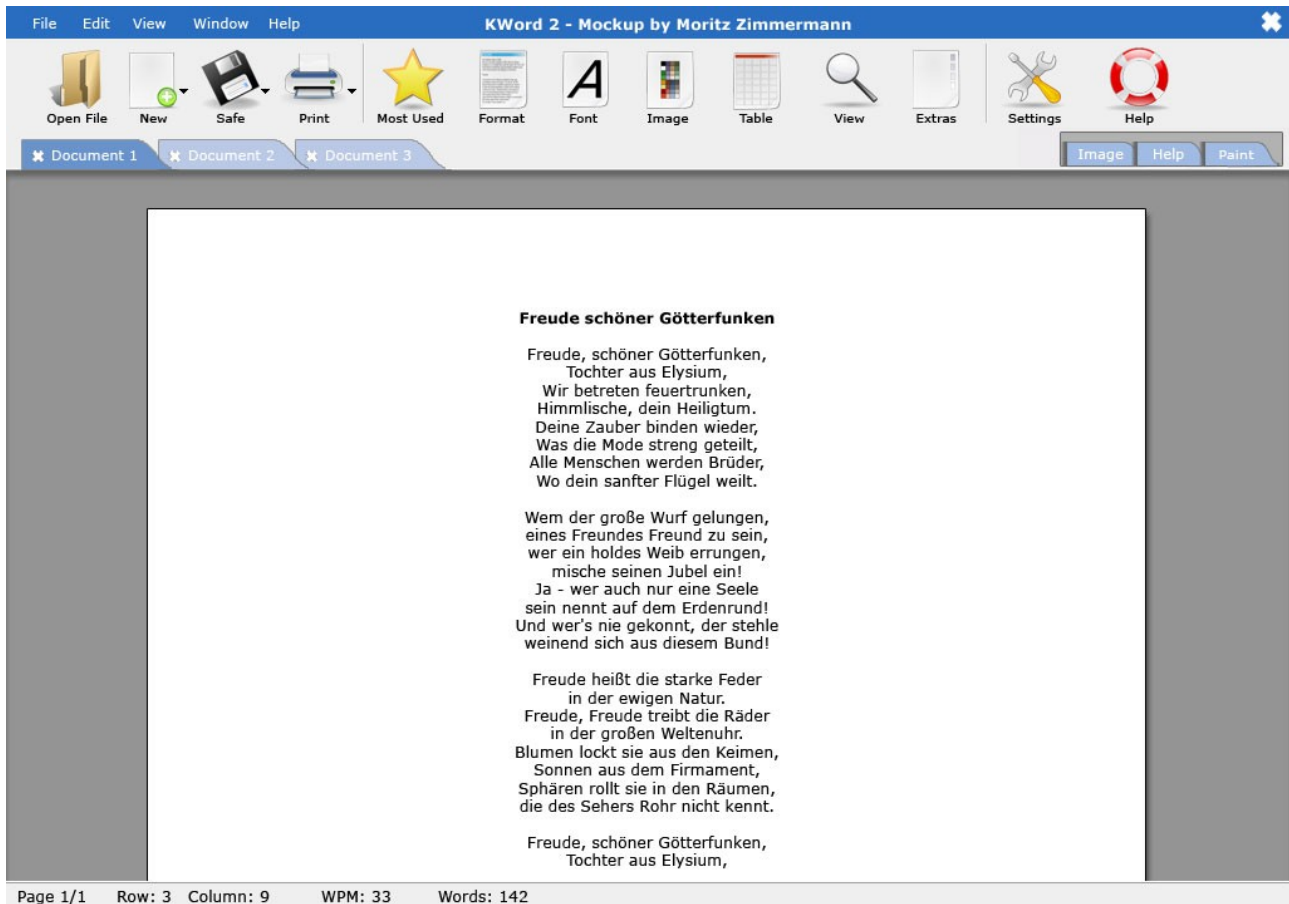 File Edit View Window Help KWord 2 - Mockup by Moritz Zimmermann
Open File New Safe Print Most Used Format Font Image Table View Extras Settings Help
Document 1 Document 2 Document 3 Image Help Paint
Freude schöner Götterfunken
Freude, schöner Götterfunken,
Tochter aus Elysium,
Wir betreten feuertrunken,
Himmlische, dein Heiligtum.
Deine Zauber binden wieder,
Was die Mode streng geteilt,
Alle Menschen werden Brüder,
Wo dein sanfter Flügel weilt.
Wem der große Wurf gelungen,
eines Freundes Freund zu sein,
wer ein holdes Weib errungen,
mische seinen Jubel ein!
Ja - wer auch nur eine Seele
sein nennt auf dem Erdenrund!
Und wer's nie gekonnt, der stehle
weinend sich aus diesem Bund!
Freude heißt die starke Feder
in der ewigen Natur.
Freude, Freude treibt die Räder
in der großen Weltenuhr.
Blumen lockt sie aus den Keimen,
Sonnen aus dem Firmament,
Sphären rollt sie in den Räumen,
die des Sehers Rohr nicht kennt.
Freude, schöner Götterfunken,
Tochter aus Elysium,
Page 1/1 Row: 3 Column: 9 WPM: 33 Words: 142